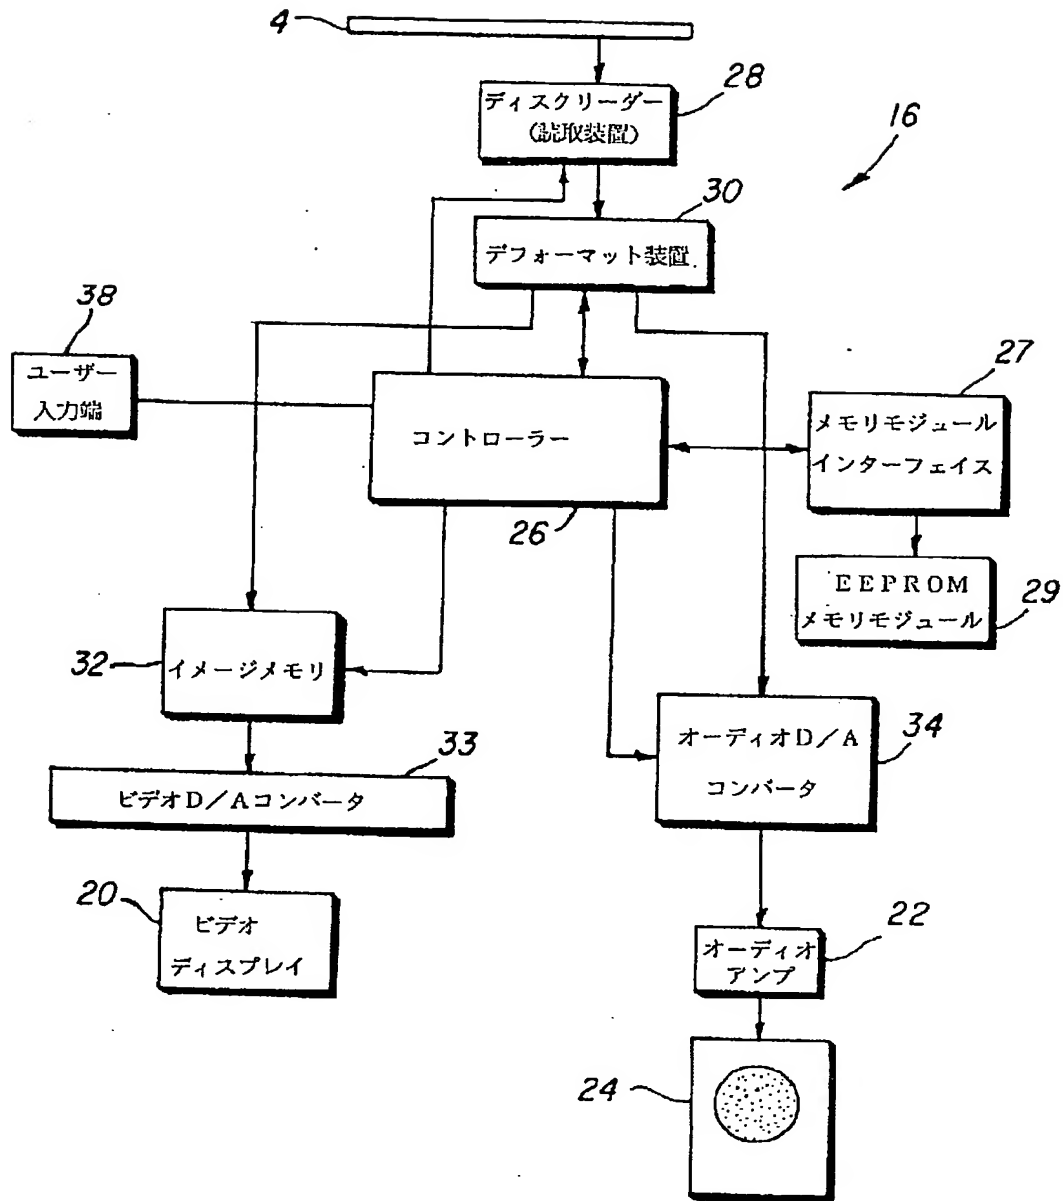 4
28
ディスクリーダー
(読取装置)
16
30
デフォーマット装置
38
ユーザー
入力端
27
メモリモジュール
インターフェイス
コントローラー
26
EEPROM
メモリモジュール
29
32
イメージメモリ
オーディオD/A
コンバータ
34
33
ビデオD/Aコンバータ
20
ビデオ
ディスプレイ
22
オーディオ
アンプ
24